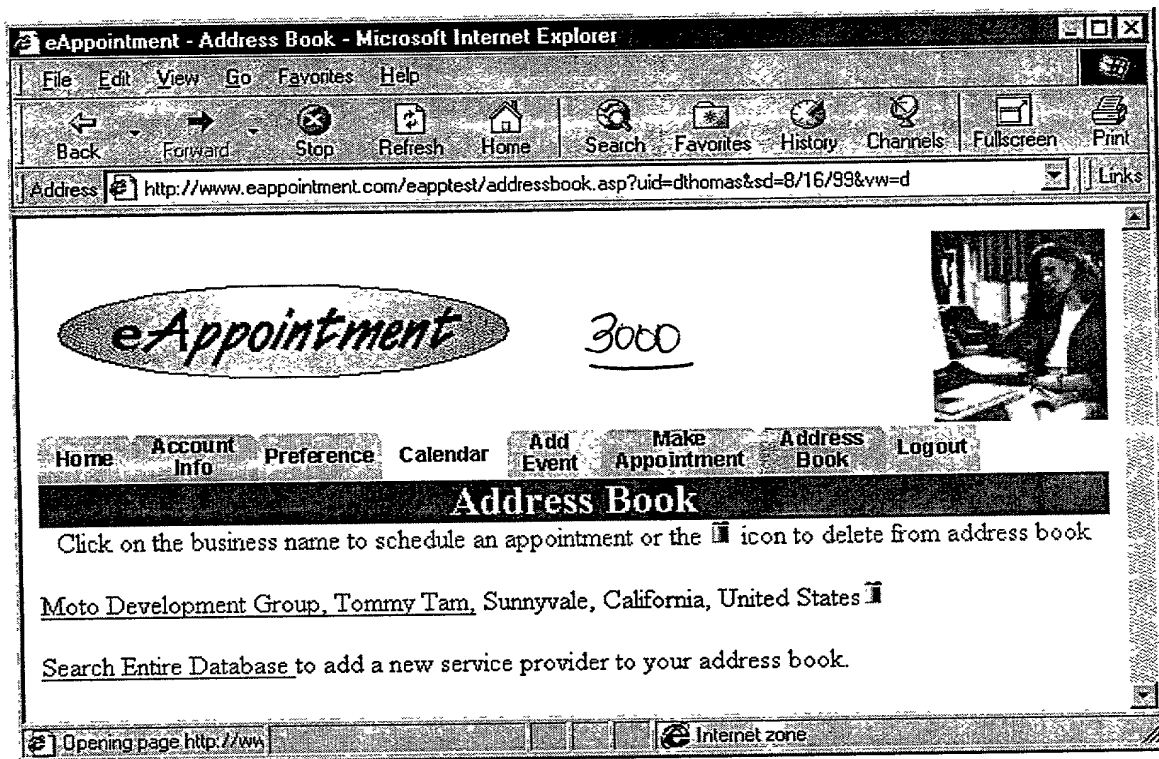 eAppointment - Address Book - Microsoft Internet Explorer
File Edit View Go Favorites Help
Back Forward Stop Refresh Home Search Favorites History Channels Fullscreen Print
Address http://www.eappointment.com/eapptest/addressbook.asp?uid=dthomas&sd=8/16/99&vw=d Links
eAppointment 3000
Home Account Info Preference Calendar Add Event Make Appointment Address Book Logout
Address Book
Click on the business name to schedule an appointment or the icon to delete from address book
Moto Development Group, Tommy Tam, Sunnyvale, California, United States
Search Entire Database to add a new service provider to your address book.
Opening page http://ww Internet zone